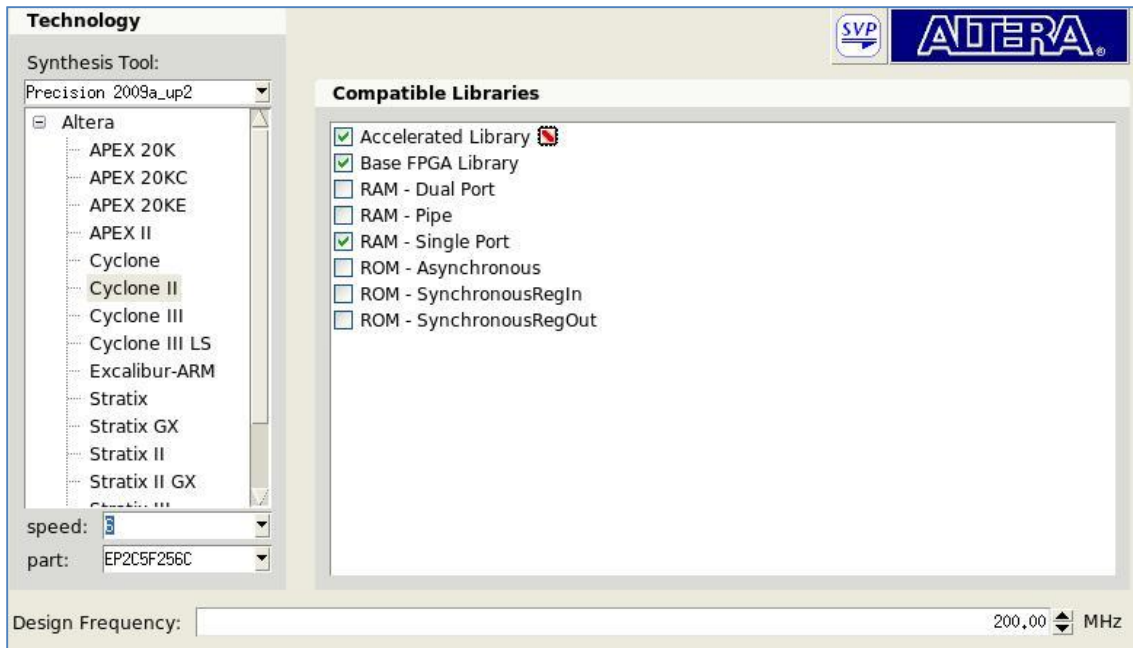 Technology
SVP
ALTERA®
Synthesis Tool:
Precision 2009a_up2
Compatible Libraries
Altera
APEX 20K
APEX 20KC
APEX 20KE
APEX II
Cyclone
Cyclone II
Cyclone III
Cyclone III LS
Excalibur-ARM
Stratix
Stratix GX
Stratix II
Stratix II GX
Stratix III
Accelerated Library
Base FPGA Library
RAM - Dual Port
RAM - Pipe
RAM - Single Port
ROM - Asynchronous
ROM - SynchronousRegIn
ROM - SynchronousRegOut
speed: 6
part: EP2C5F256C
Design Frequency: 200.00 MHz